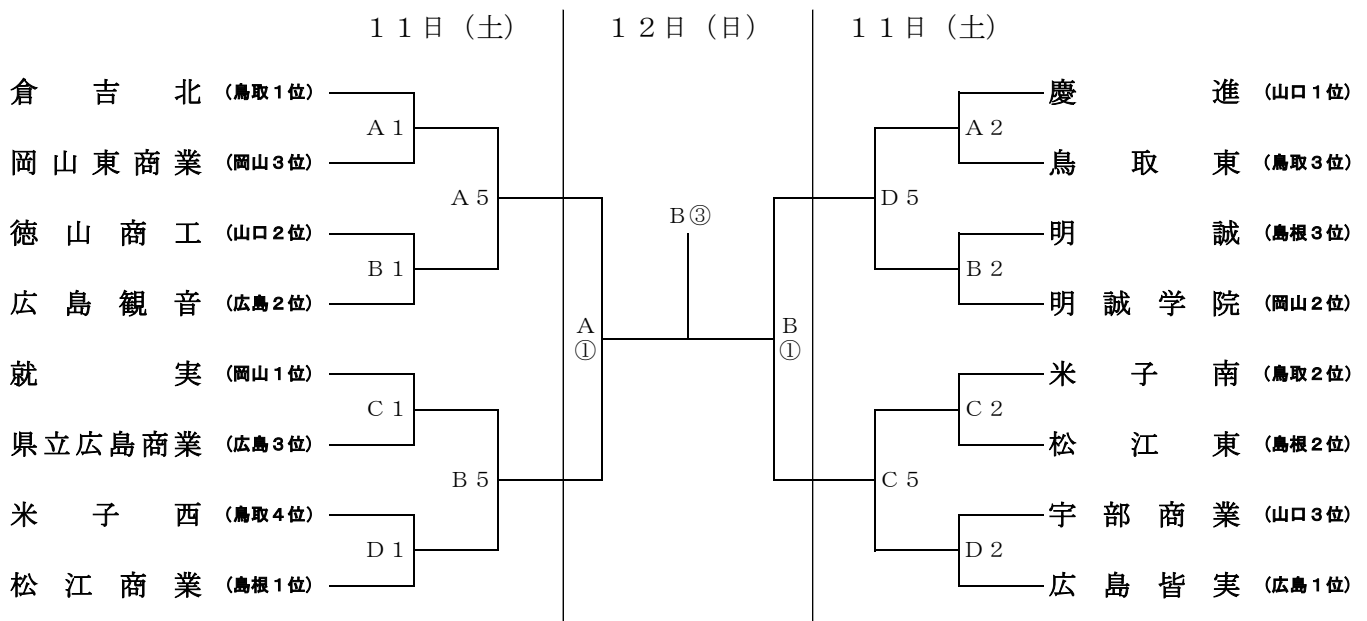 11日（土） 12日（日） 11日（土）
倉吉北 （鳥取1位） 慶進 （山口1位）
A1 A2
岡山東商業 （岡山3位） 鳥取東 （鳥取3位）
A5 D5
B③
徳山商工 （山口2位） 明誠 （島根3位）
B1 B2
広島観音 （広島2位） 明誠学院 （岡山2位）
A① B①
就実 （岡山1位） 米子南 （鳥取2位）
C1 C2
県立広島商業 （広島3位） 松江東 （島根2位）
B5 C5
米子西 （鳥取4位） 宇部商業 （山口3位）
D1 D2
松江商業 （島根1位） 広島皆実 （広島1位）